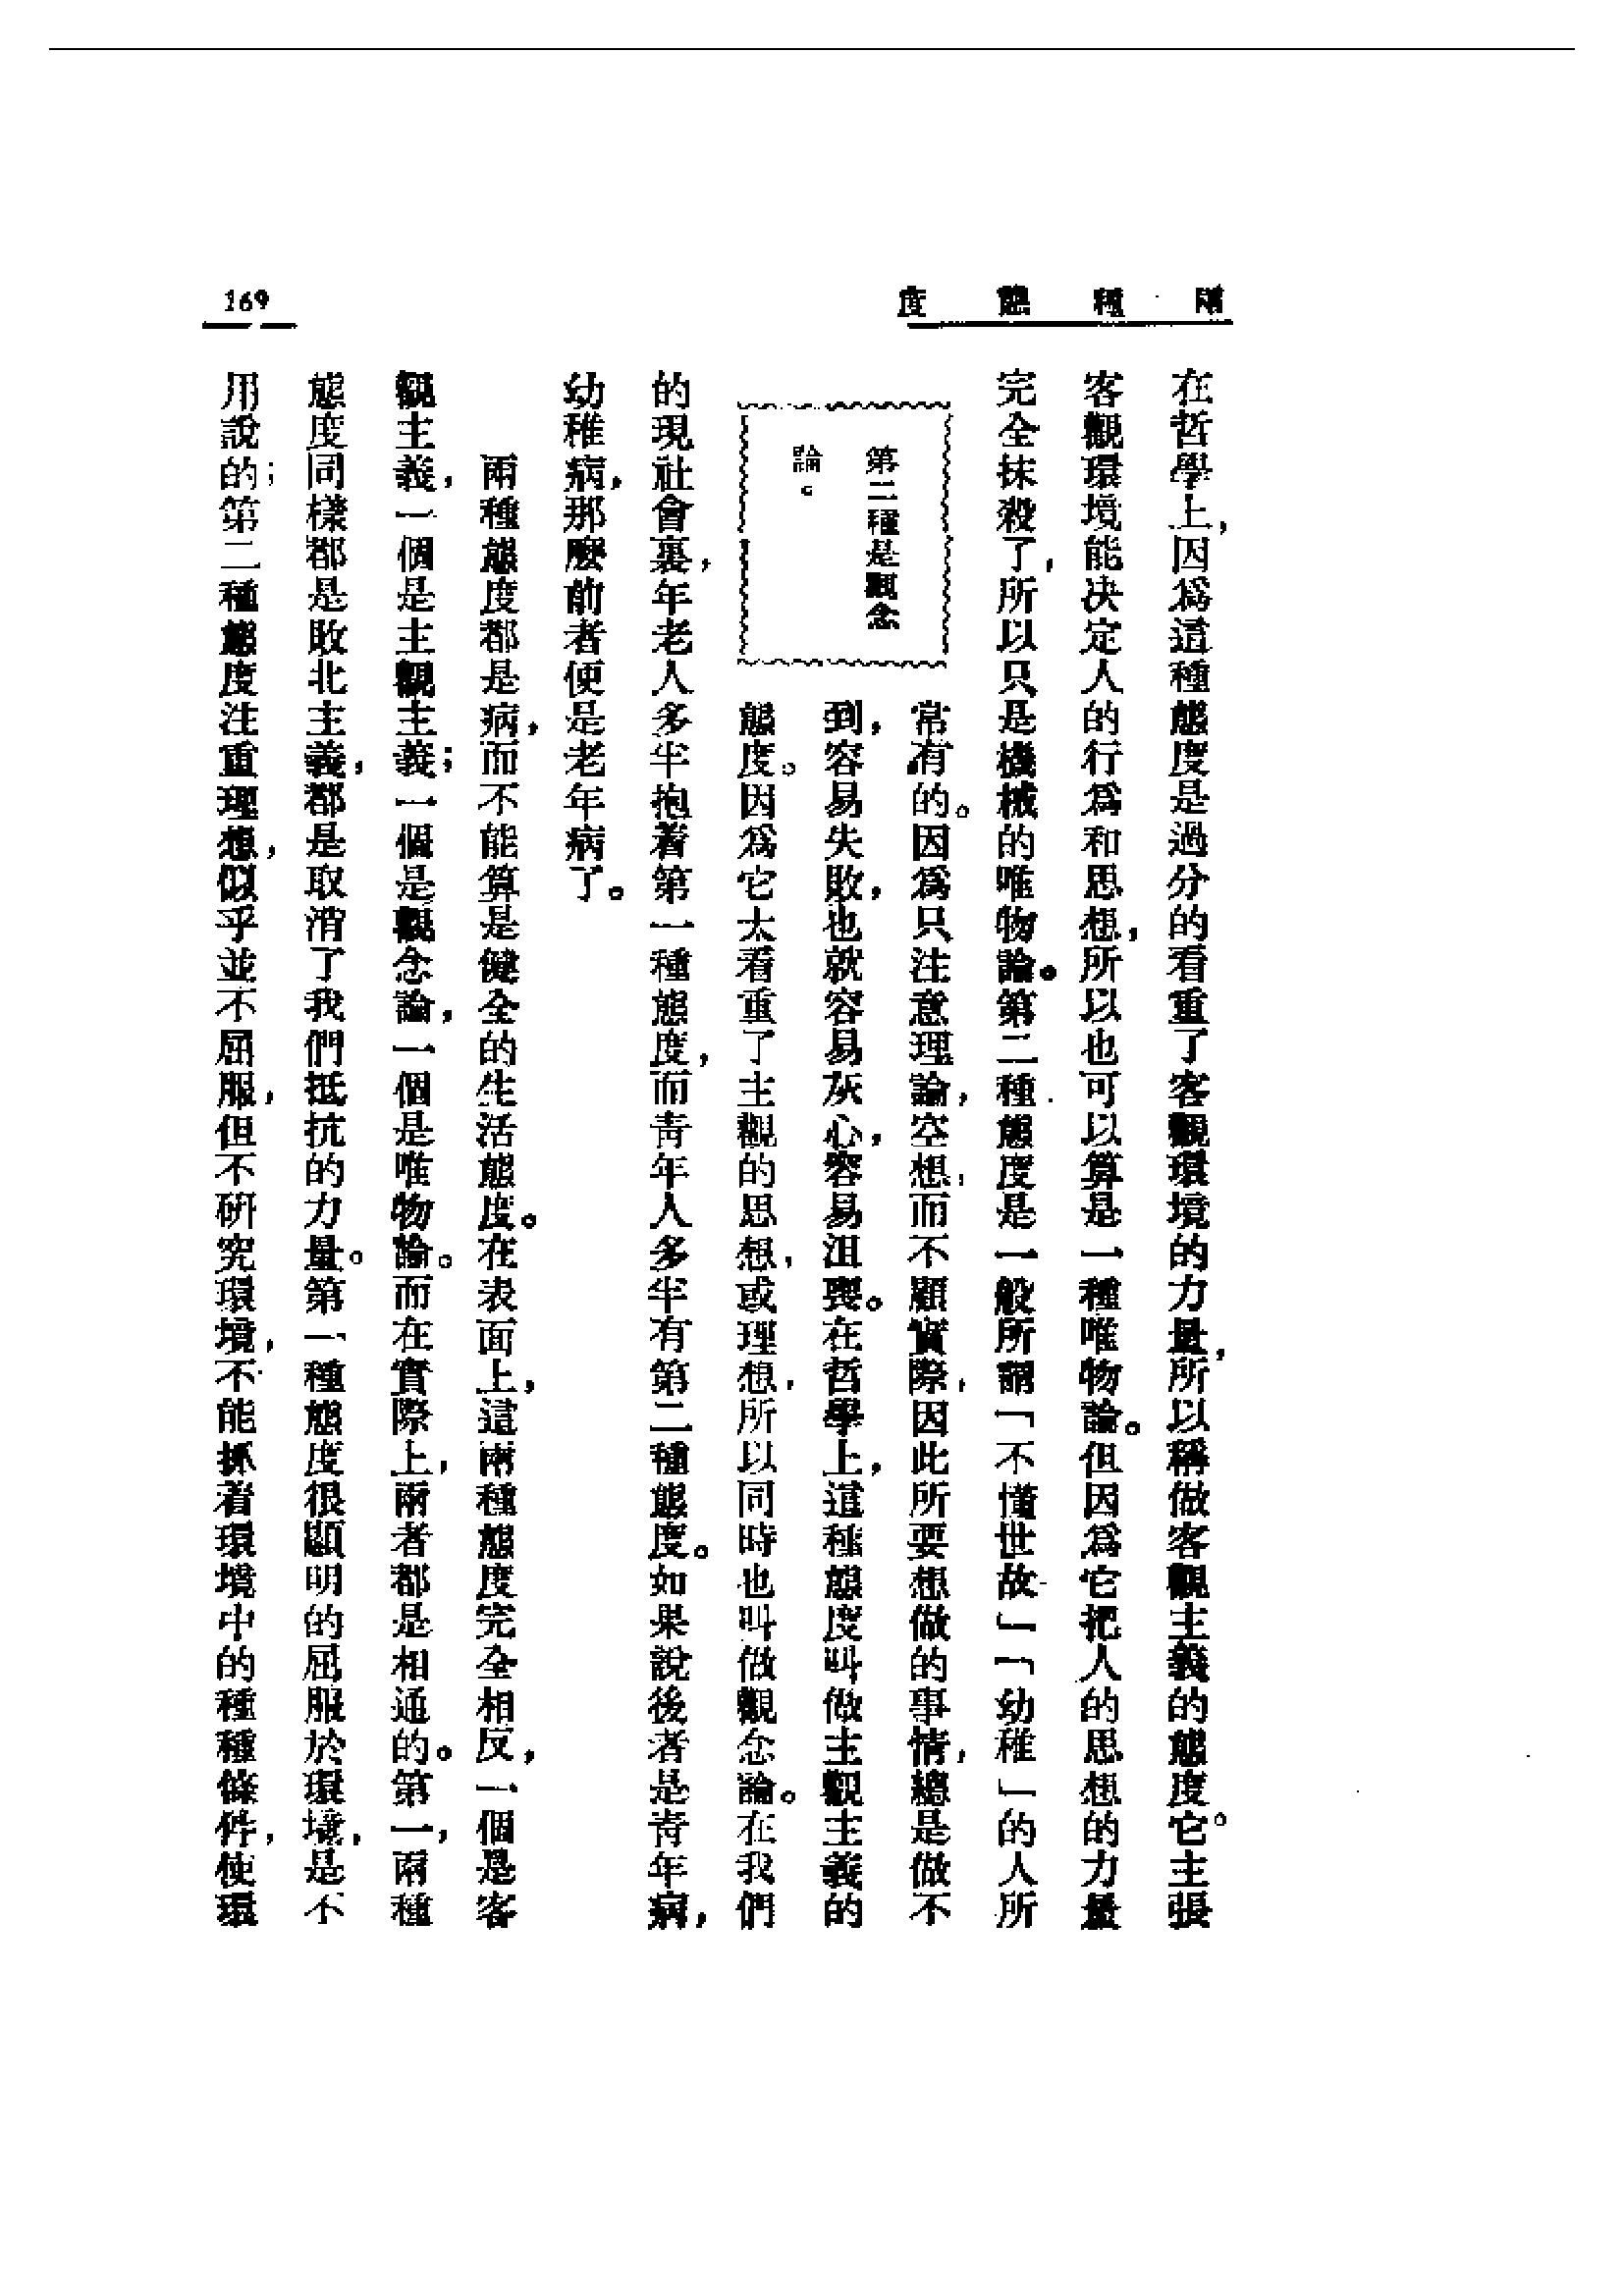 兩種態度
169
在哲學上，因爲這種態度是過分的看重了客觀環境的力量，所以稱做客觀主義的態度。它主張
客觀環境能決定人的行爲和思想，所以也可以算是一種唯物論。但因爲它把人的思想的力量
完全抹殺了，所以只是機械的唯物論。第二種態度是一般所謂「不懂世故」「幼稚」的人所
第二種是觀念
論。
常有的。因爲只注意理論，空想，而不顧實際，因此所要想做的事情，總是做不
到，容易失敗，也就容易灰心，容易沮喪。在哲學上，這種態度叫做主觀主義的
態度。因爲它太看重了主觀的思想，或理想，所以同時也叫做觀念論。在我們
的現社會裏，年老人多半抱着第一種態度，而靑年人多半有第二種態度。如果說後者是靑年病，
幼稚病，那麼前者便是老年病了。
兩種態度都是病，而不能算是健全的生活態度。在表面上，這兩種態度完全相反，一個是客
觀主義，一個是主觀主義；一個是觀念論，一個是唯物論。而在實際上，兩者都是相通的。第一，兩種
態度同樣都是敗北主義，都是取消了我們抵抗的力量。第一種態度很顯明的屈服於環境，是不
用說的；第二種態度注重理想，似乎並不屈服，但不研究環境，不能抓着環境中的種種條件，使環